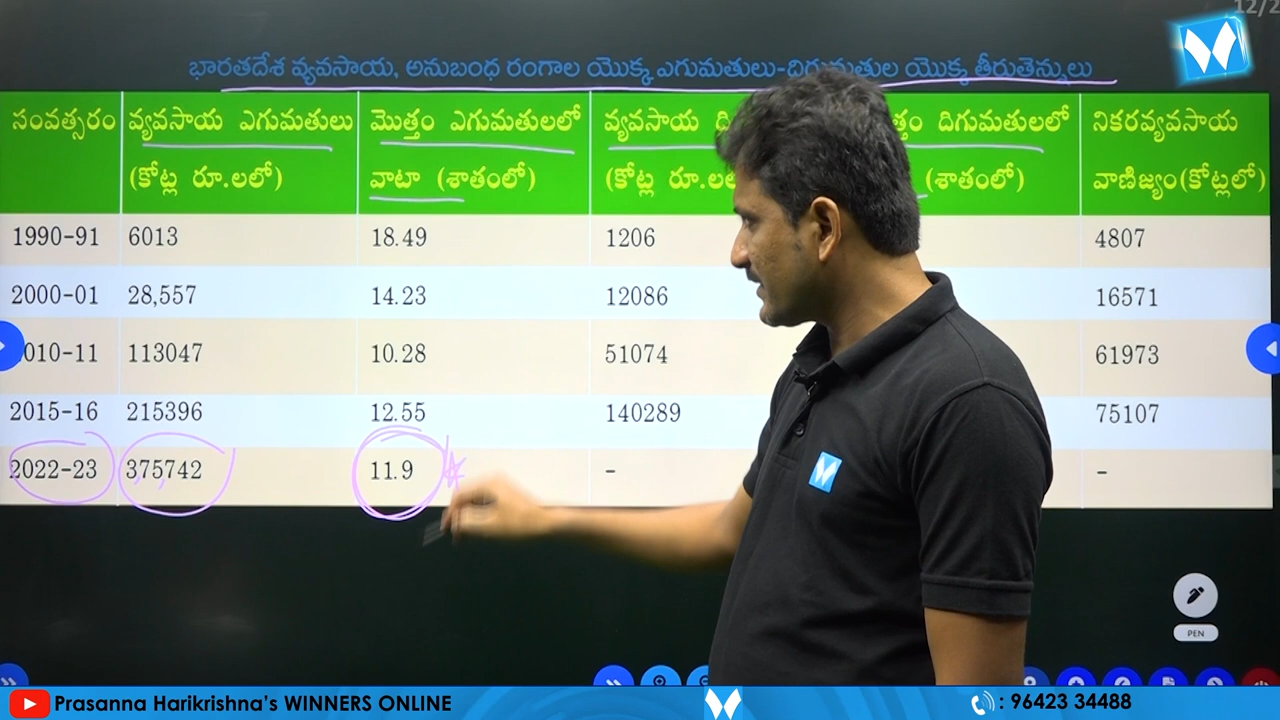 12/2
భారతదేశ వ్యవసాయ, అనుబంధ రంగాల యొక్క ఎగుమతులు-దిగుమతుల యొక్క తీరుతెన్నులు
సంవత్సరం వ్యవసాయ ఎగుమతులు మొత్తం ఎగుమతులలో వ్యవసాయ దిగుమతులలో నికరవ్యవసాయ
(కోట్ల రూ.లలో) వాటా (శాతంలో) (కోట్ల (శాతంలో) వాణిజ్యం(కోట్లలో)
1990-91 6013 18.49 1206 4807
2000-01 28,557 14.23 12086 16571
010-11 113047 10.28 51074 61973
2015-16 215396 12.55 140289 75107
2022-23 375742 11.9 - -
PEN
Prasanna Harikrishna's WINNERS ONLINE : 96423 34488